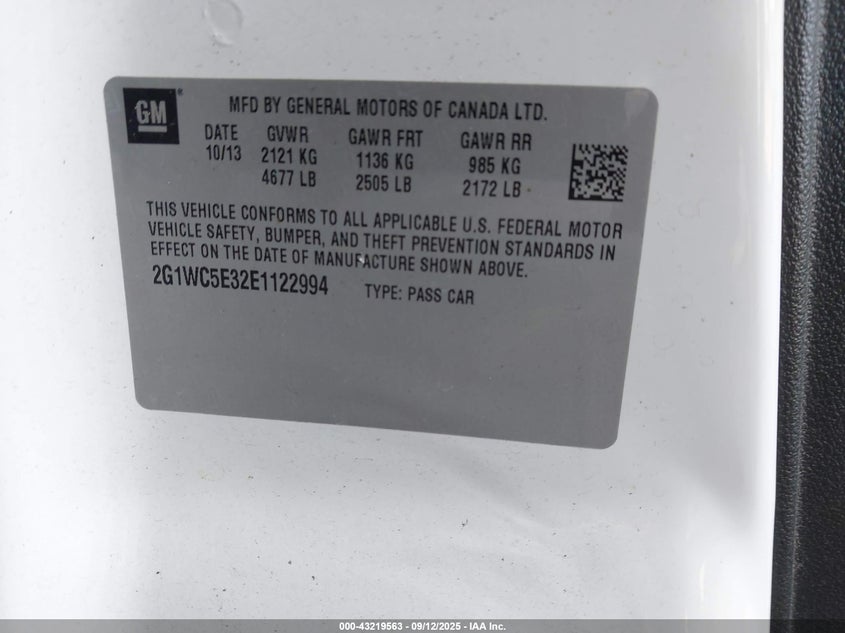 GM
MFD BY GENERAL MOTORS OF CANADA LTD.
DATE GVWR GAWR FRT GAWR RR
10/13 2121 KG 1136 KG 985 KG
4677 LB 2505 LB 2172 LB
THIS VEHICLE CONFORMS TO ALL APPLICABLE U.S. FEDERAL MOTOR
VEHICLE SAFETY, BUMPER, AND THEFT PREVENTION STANDARDS IN
EFFECT ON THE DATE OF MANUFACTURE SHOWN ABOVE.
2G1WC5E32E1122994 TYPE: PASS CAR
000-43219563 - 09/12/2025 - IAA Inc.